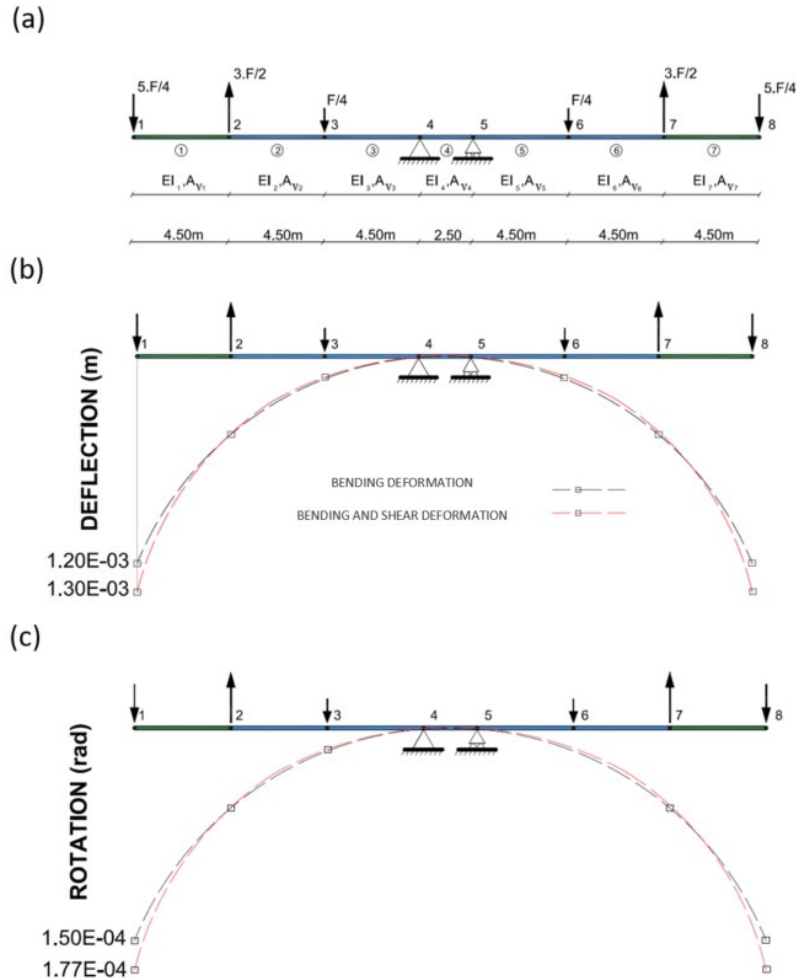 (a)
5.F/4 3.F/2 F/4 F/4 3.F/2 5.F/4
1 2 3 4 5 6 7 8
① ② ③ ④ ⑤ ⑥ ⑦
EI₁,Aᵥ₁ EI₂,Aᵥ₂ EI₃,Aᵥ₃ EI₄,Aᵥ₄ EI₅,Aᵥ₅ EI₆,Aᵥ₆ EI₇,Aᵥ₇
4.50m 4.50m 4.50m 2.50 4.50m 4.50m 4.50m
(b)
1 2 3 4 5 6 7 8
DEFLECTION (m)
BENDING DEFORMATION
BENDING AND SHEAR DEFORMATION
1.20E-03
1.30E-03
(c)
1 2 3 4 5 6 7 8
ROTATION (rad)
1.50E-04
1.77E-04